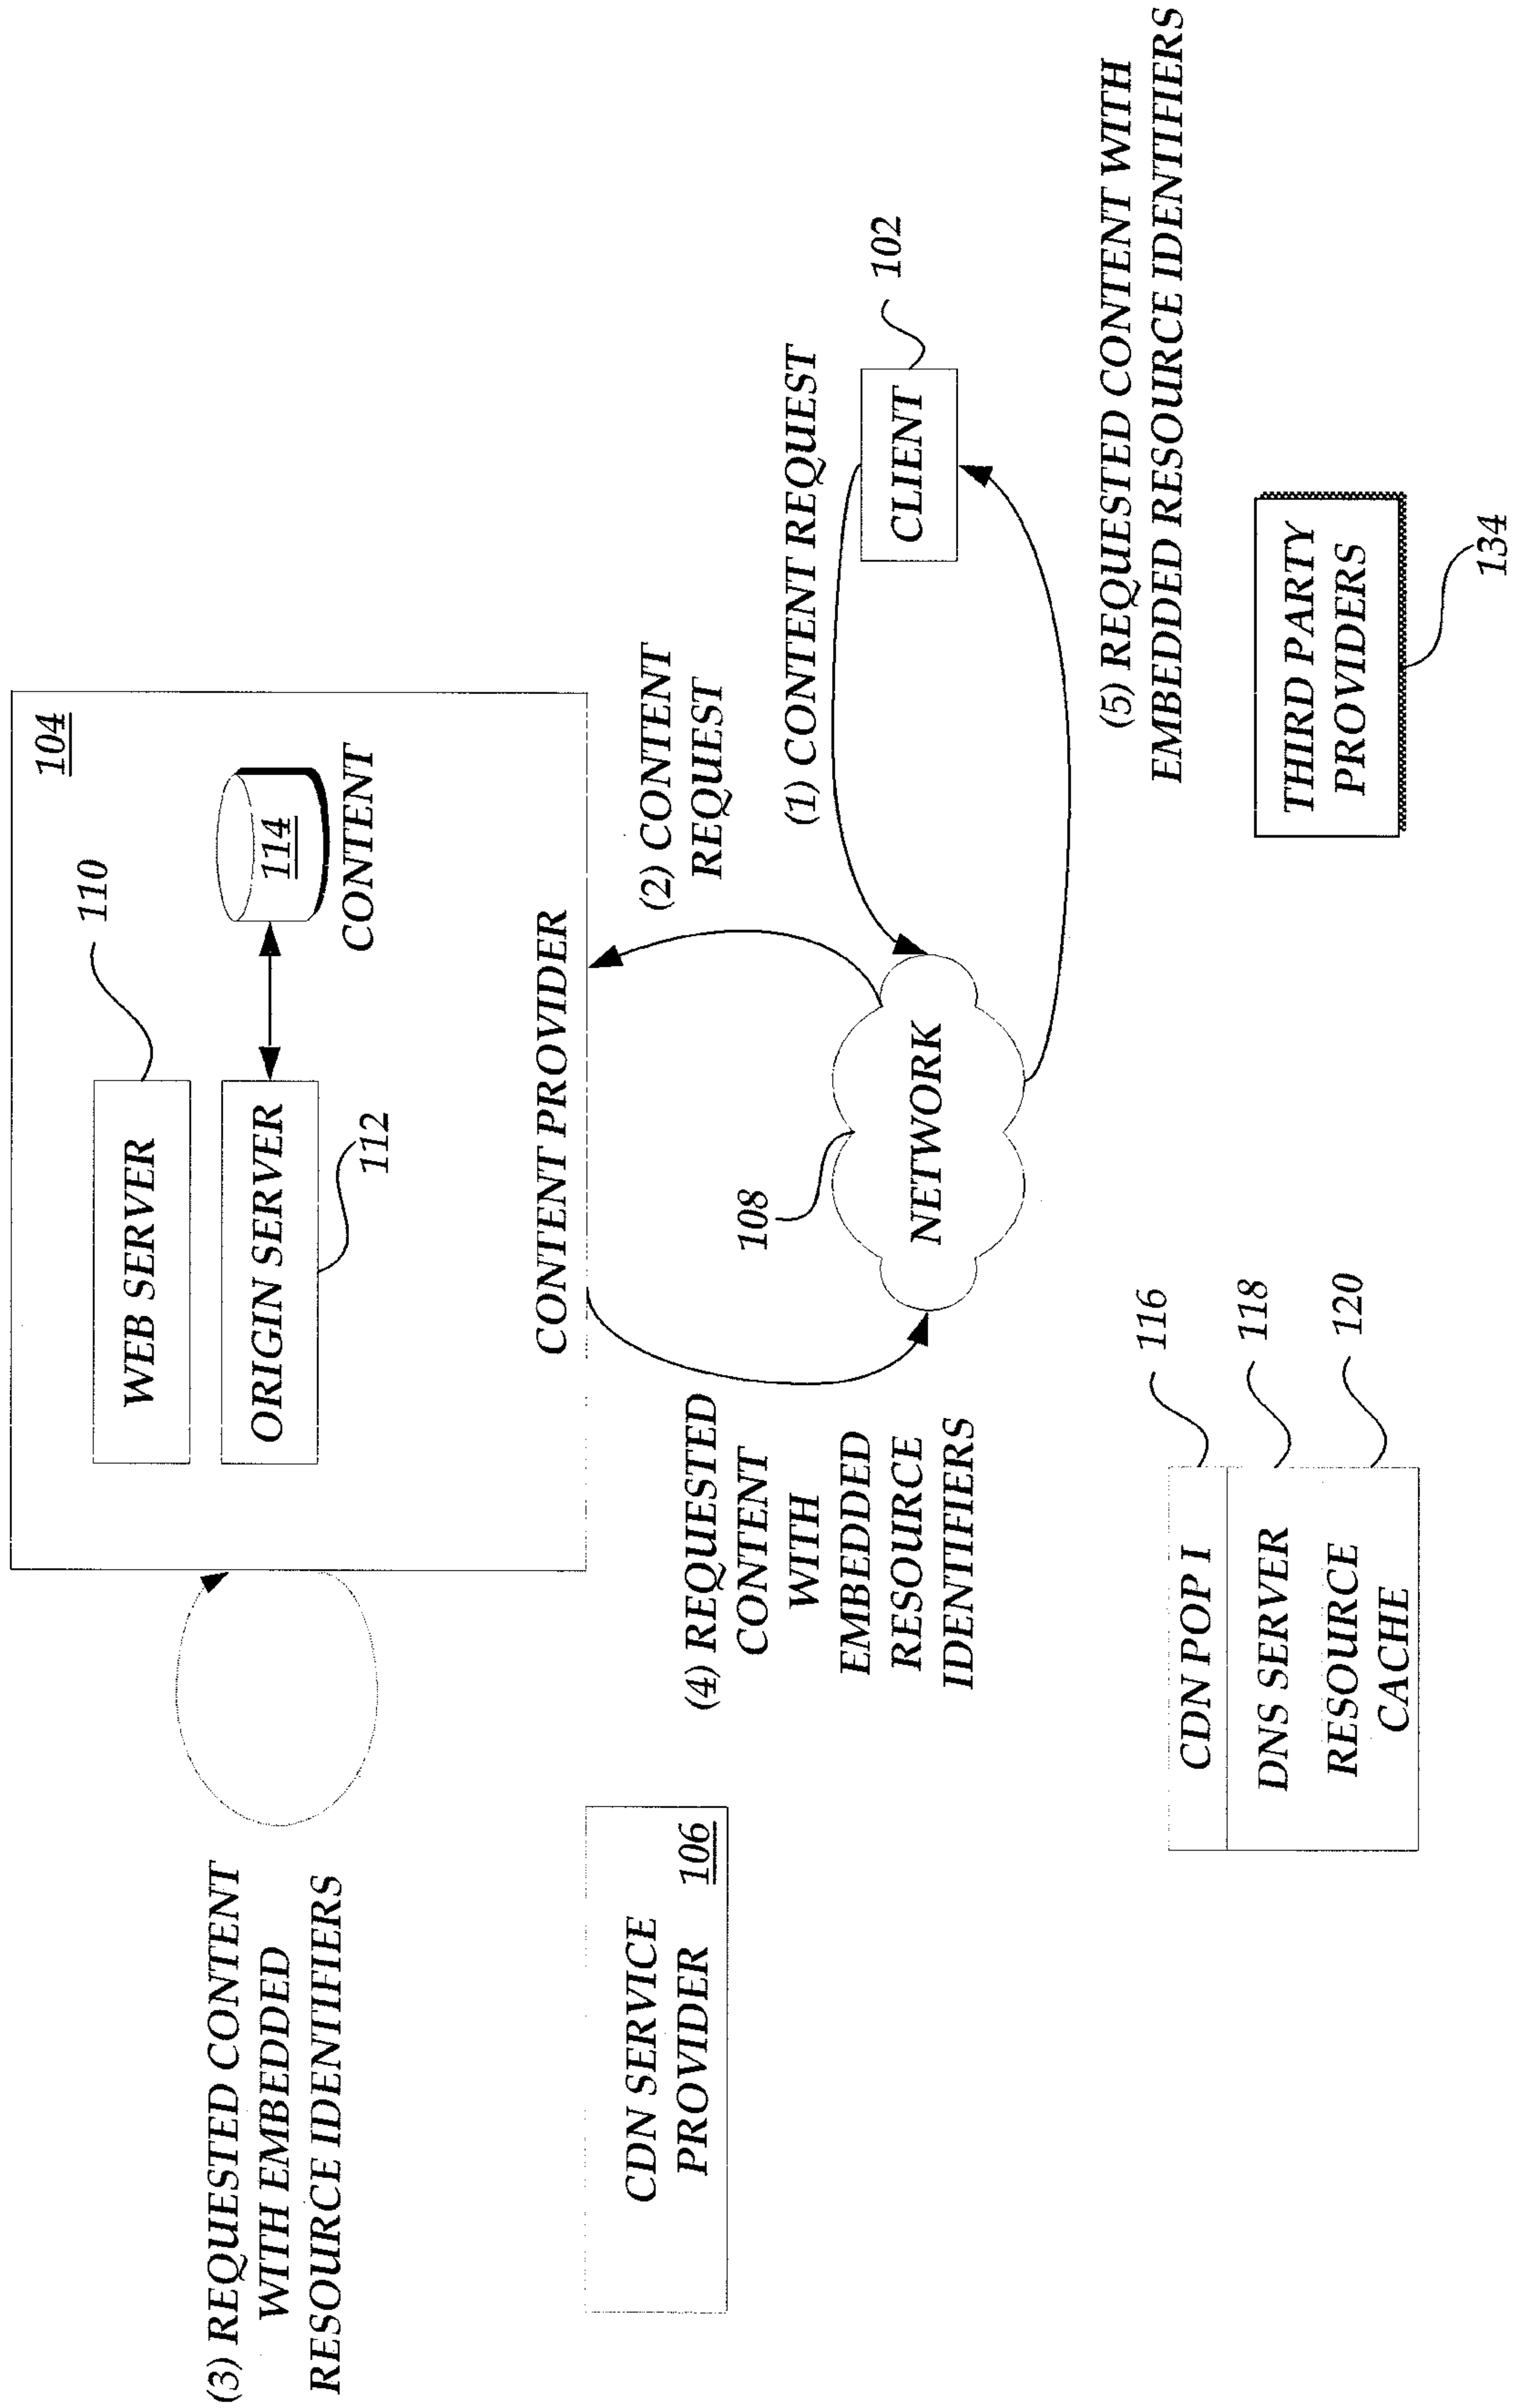 (3) REQUESTED CONTENT
WITH EMBEDDED
RESOURCE IDENTIFIERS
104
WEB SERVER
110
ORIGIN SERVER
112
114
CONTENT
CONTENT PROVIDER
CDN SERVICE
PROVIDER
106
(4) REQUESTED
CONTENT
WITH
EMBEDDED
RESOURCE
IDENTIFIERS
(2) CONTENT
REQUEST
108
NETWORK
(1) CONTENT REQUEST
CLIENT
102
(5) REQUESTED CONTENT WITH
EMBEDDED RESOURCE IDENTIFIERS
CDN POP I
116
DNS SERVER
118
RESOURCE
CACHE
120
THIRD PARTY
PROVIDERS
134